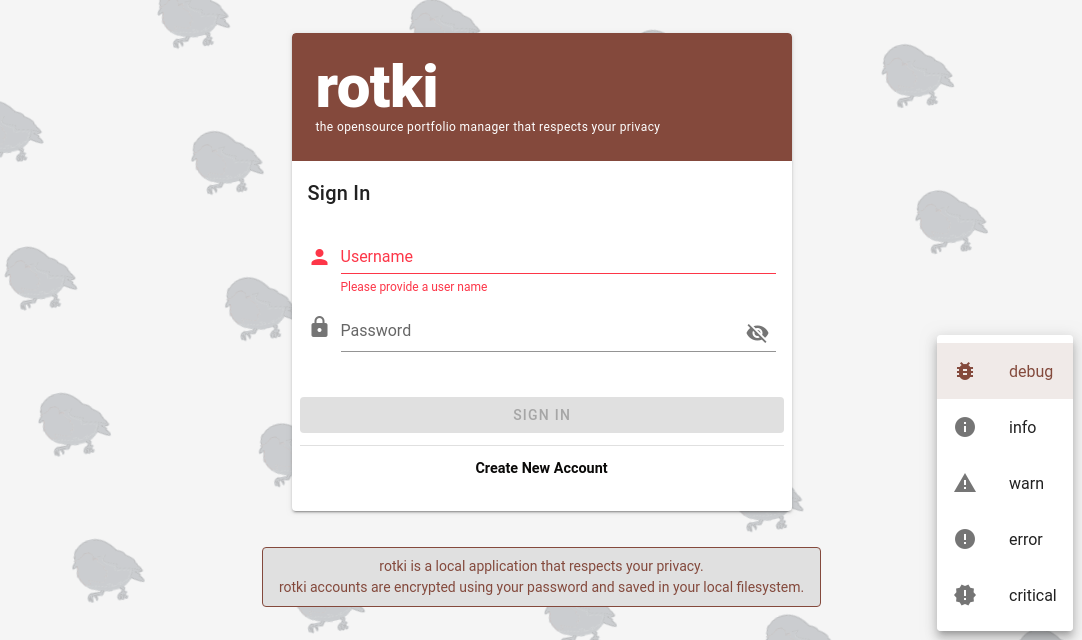 rotki
the opensource portfolio manager that respects your privacy
Sign In
Username
Please provide a user name
Password
SIGN IN
Create New Account
rotki is a local application that respects your privacy.
rotki accounts are encrypted using your password and saved in your local filesystem.
debug
info
warn
error
critical